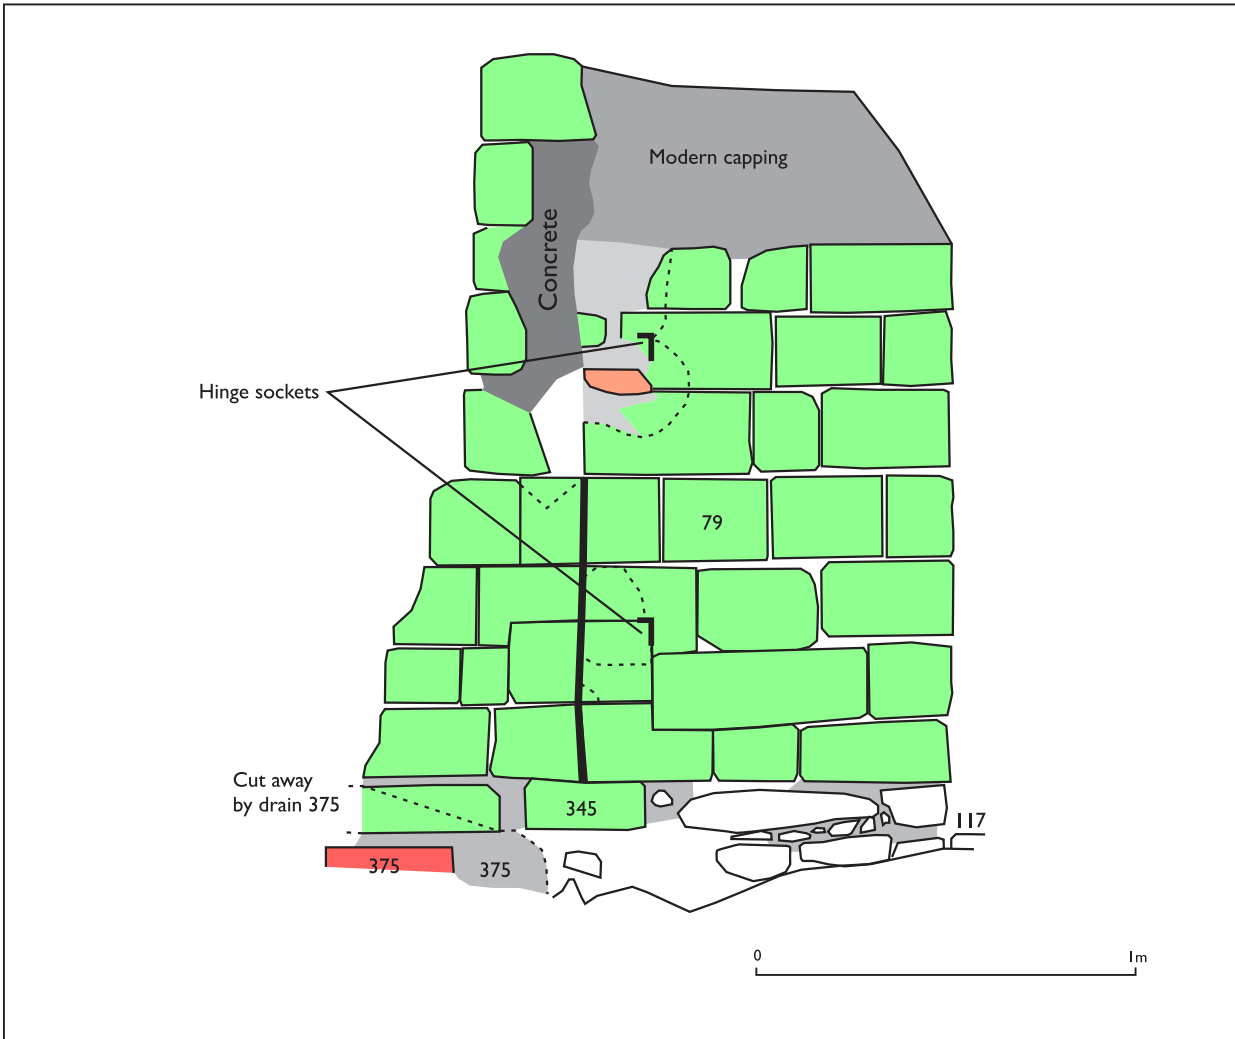 Modern capping
Concrete
Hinge sockets
79
Cut away
by drain 375
345
117
375
375
0
1m